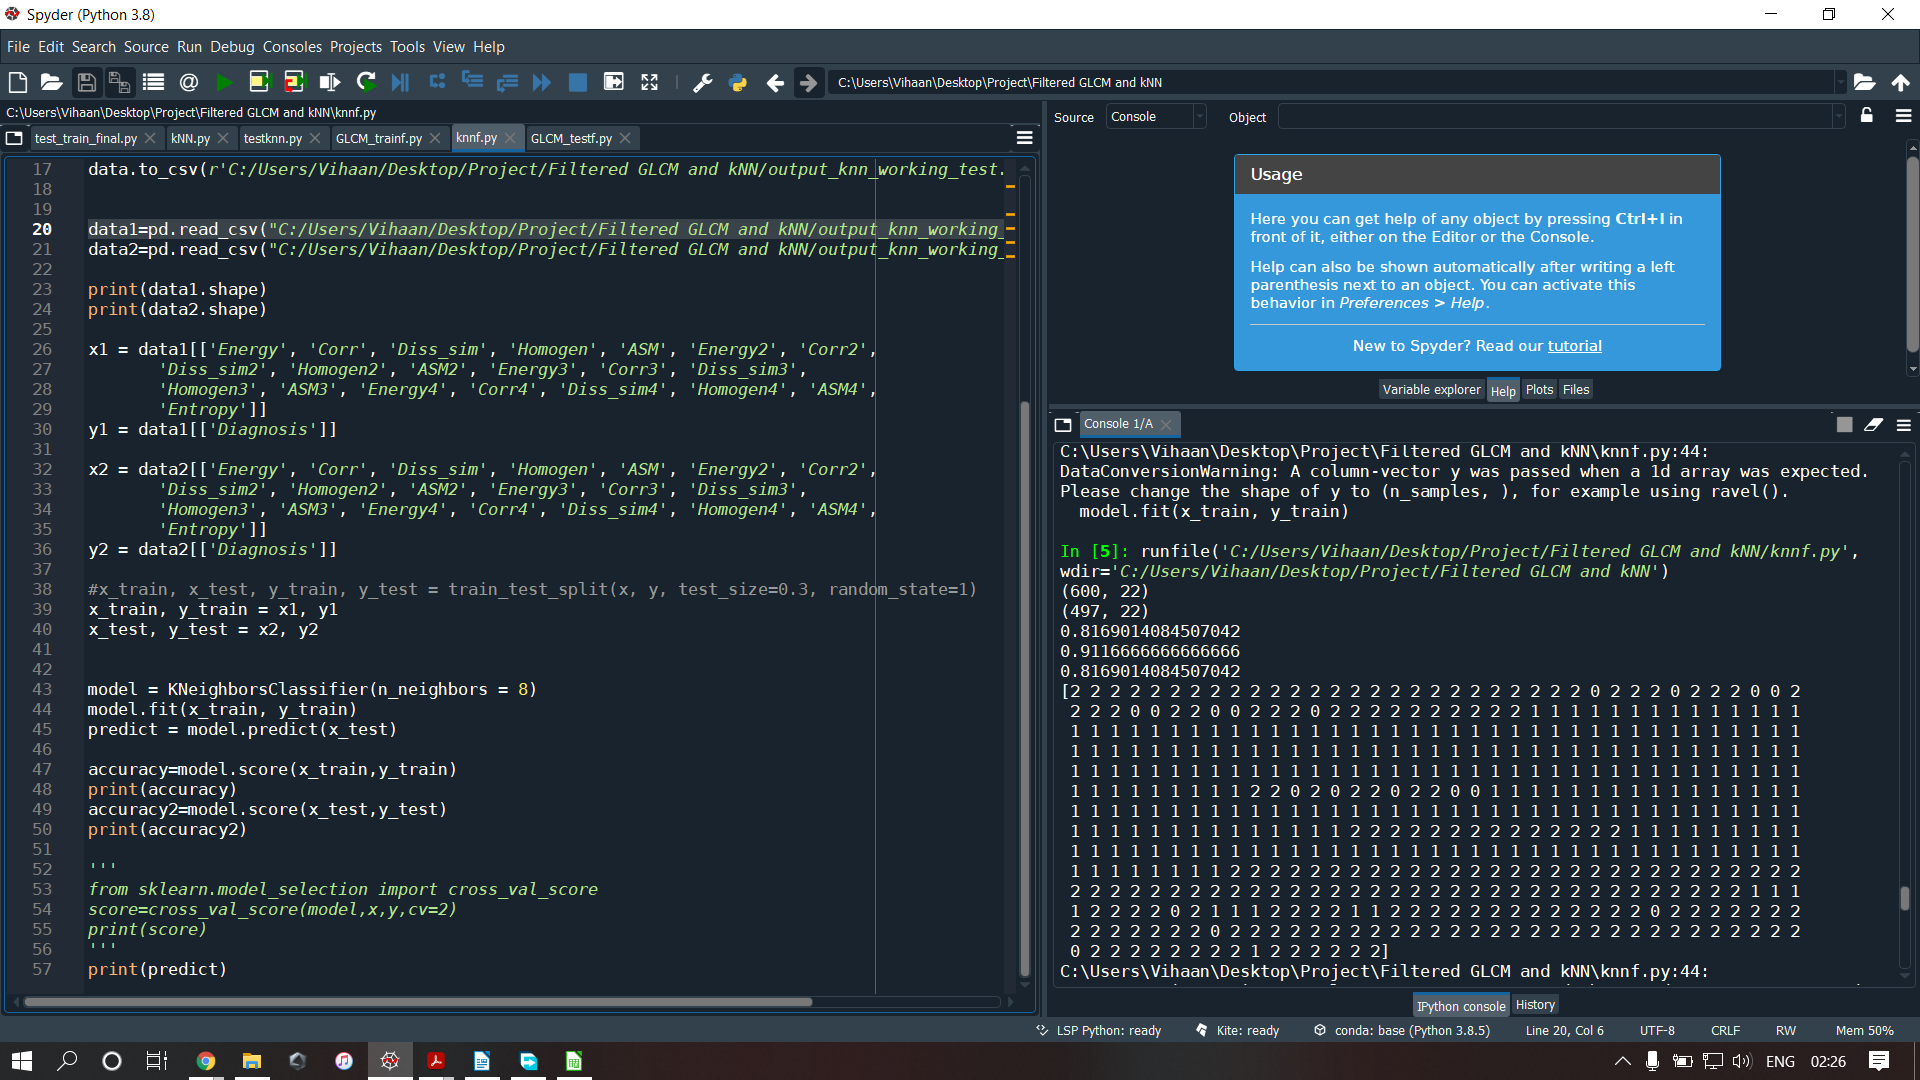 Spyder (Python 3.8)
File Edit Search Source Run Debug Consoles Projects Tools View Help
C:\Users\Vihaan\Desktop\Project\Filtered GLCM and kNN
C:\Users\Vihaan\Desktop\Project\Filtered GLCM and kNN\knnf.py
test_train_final.py kNN.py testknn.py GLCM_trainf.py knnf.py GLCM_testf.py
17 data.to_csv(r'C:/Users/Vihaan/Desktop/Project/Filtered GLCM and kNN/output_knn_working_test.
18
19
20 data1=pd.read_csv("C:/Users/Vihaan/Desktop/Project/Filtered GLCM and kNN/output_knn_working_
21 data2=pd.read_csv("C:/Users/Vihaan/Desktop/Project/Filtered GLCM and kNN/output_knn_working_
22
23 print(data1.shape)
24 print(data2.shape)
25
26 x1 = data1[['Energy', 'Corr', 'Diss_sim', 'Homogen', 'ASM', 'Energy2', 'Corr2',
27 'Diss_sim2', 'Homogen2', 'ASM2', 'Energy3', 'Corr3', 'Diss_sim3',
28 'Homogen3', 'ASM3', 'Energy4', 'Corr4', 'Diss_sim4', 'Homogen4', 'ASM4',
29 'Entropy']]
30 y1 = data1[['Diagnosis']]
31
32 x2 = data2[['Energy', 'Corr', 'Diss_sim', 'Homogen', 'ASM', 'Energy2', 'Corr2',
33 'Diss_sim2', 'Homogen2', 'ASM2', 'Energy3', 'Corr3', 'Diss_sim3',
34 'Homogen3', 'ASM3', 'Energy4', 'Corr4', 'Diss_sim4', 'Homogen4', 'ASM4',
35 'Entropy']]
36 y2 = data2[['Diagnosis']]
37
38 #x_train, x_test, y_train, y_test = train_test_split(x, y, test_size=0.3, random_state=1)
39 x_train, y_train = x1, y1
40 x_test, y_test = x2, y2
41
42
43 model = KNeighborsClassifier(n_neighbors = 8)
44 model.fit(x_train, y_train)
45 predict = model.predict(x_test)
46
47 accuracy=model.score(x_train,y_train)
48 print(accuracy)
49 accuracy2=model.score(x_test,y_test)
50 print(accuracy2)
51
52 '''
53 from sklearn.model_selection import cross_val_score
54 score=cross_val_score(model,x,y,cv=2)
55 print(score)
56 '''
57 print(predict)
Source Console Object
Usage
Here you can get help of any object by pressing Ctrl+I in
front of it, either on the Editor or the Console.
Help can also be shown automatically after writing a left
parenthesis next to an object. You can activate this
behavior in Preferences > Help.
New to Spyder? Read our tutorial
Variable explorer Help Plots Files
Console 1/A
C:\Users\Vihaan\Desktop\Project\Filtered GLCM and kNN\knnf.py:44:
DataConversionWarning: A column-vector y was passed when a 1d array was expected.
Please change the shape of y to (n_samples, ), for example using ravel().
model.fit(x_train, y_train)
In [5]: runfile('C:/Users/Vihaan/Desktop/Project/Filtered GLCM and kNN/knnf.py',
wdir='C:/Users/Vihaan/Desktop/Project/Filtered GLCM and kNN')
(600, 22)
(497, 22)
0.8169014084507042
0.9116666666666666
0.8169014084507042
[2 2 2 2 2 2 2 2 2 2 2 2 2 2 2 2 2 2 2 2 2 2 2 2 2 2 0 2 2 2 0 2 2 2 0 0 2
2 2 2 0 0 2 2 0 0 2 2 2 0 2 2 2 2 2 2 2 2 2 2 1 1 1 1 1 1 1 1 1 1 1 1 1 1
1 1 1 1 1 1 1 1 1 1 1 1 1 1 1 1 1 1 1 1 1 1 1 1 1 1 1 1 1 1 1 1 1 1 1 1 1
1 1 1 1 1 1 1 1 1 1 1 1 1 1 1 1 1 1 1 1 1 1 1 1 1 1 1 1 1 1 1 1 1 1 1 1 1
1 1 1 1 1 1 1 1 1 1 1 1 1 1 1 1 1 1 1 1 1 1 1 1 1 1 1 1 1 1 1 1 1 1 1 1 1
1 1 1 1 1 1 1 1 1 2 2 0 2 0 2 2 0 2 2 0 0 1 1 1 1 1 1 1 1 1 1 1 1 1 1 1 1
1 1 1 1 1 1 1 1 1 1 1 1 1 1 1 1 1 1 1 1 1 1 1 1 1 1 1 1 1 1 1 1 1 1 1 1 1
1 1 1 1 1 1 1 1 1 1 1 1 1 1 2 2 2 2 2 2 2 2 2 2 2 2 2 2 1 1 1 1 1 1 1 1 1
1 1 1 1 1 1 1 1 1 1 1 1 1 1 1 1 1 1 1 1 1 1 1 1 1 1 1 1 1 1 1 1 1 1 1 1 1
1 1 1 1 1 1 1 1 2 2 2 2 2 2 2 2 2 2 2 2 2 2 2 2 2 2 2 2 2 2 2 2 2 2 2 2 2
2 2 2 2 2 2 2 2 2 2 2 2 2 2 2 2 2 2 2 2 2 2 2 2 2 2 2 2 2 2 2 2 2 2 1 1 1
1 2 2 2 2 0 2 1 1 1 2 2 2 2 1 1 2 2 2 2 2 2 2 2 2 2 2 2 2 0 2 2 2 2 2 2 2
2 2 2 2 2 2 2 0 2 2 2 2 2 2 2 2 2 2 2 2 2 2 2 2 2 2 2 2 2 2 2 2 2 2 2 2 2
0 2 2 2 2 2 2 2 2 1 2 2 2 2 2 2]
C:\Users\Vihaan\Desktop\Project\Filtered GLCM and kNN\knnf.py:44:
IPython console History
LSP Python: ready Kite: ready conda: base (Python 3.8.5) Line 20, Col 6 UTF-8 CRLF RW Mem 50%
ENG 02:26